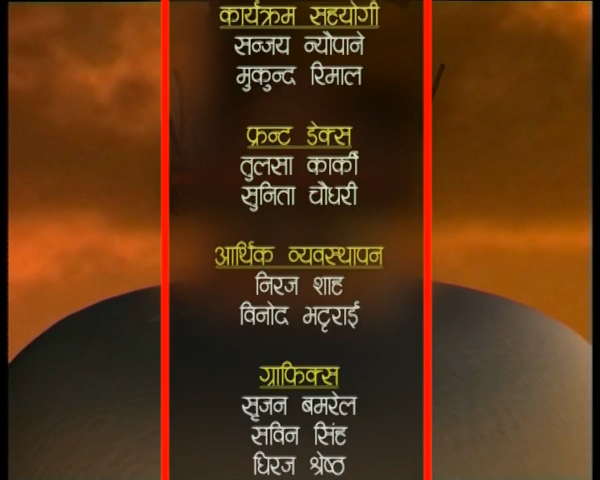 कार्यक्रम सहयोगी
सन्जय न्यौपाने
मुकुन्द रिमाल
फ्रन्ट डेक्स
तुलसा कार्की
सुनिता चौधरी
आर्थिक व्यवस्थापन
निरज शाह
विनोद भट्टराई
ग्राफिक्स
सृजन बमरेल
सविन सिंह
धिरज श्रेष्ठ